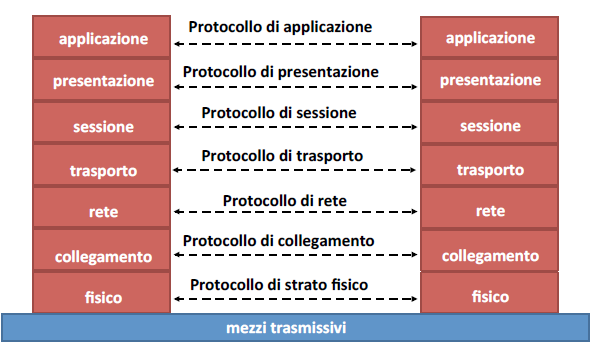 applicazione Protocollo di applicazione applicazione
presentazione Protocollo di presentazione presentazione
sessione Protocollo di sessione sessione
trasporto Protocollo di trasporto trasporto
rete Protocollo di rete rete
collegamento Protocollo di collegamento collegamento
fisico Protocollo di strato fisico fisico
mezzi trasmissivi